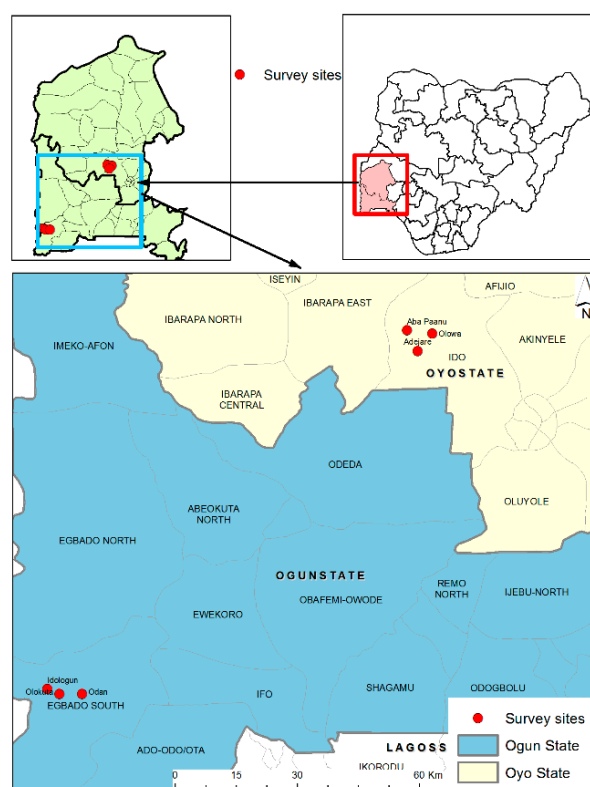 Survey sites
ISEYIN
AFIJIO
IBARAPA NORTH
IBARAPA EAST
N
Aba Paanu
Olowa
Adejare
IMEKO-AFON
AKINYELE
IDO
OYOSTATE
IBARAPA
CENTRAL
ODEDA
OLUYOLE
ABEOKUTA
NORTH
EGBADO NORTH
OGUNSTATE
OBAFEMI-OWODE
REMO
NORTH
IJEBU-NORTH
EWEKORO
Idologun
Olokuta
Odan
EGBADO SOUTH
IFO
SHAGAMU
ODOGBOLU
ADO-ODO/OTA
LAGOSS
IKORODU
0 15 30 60 Km
Survey sites
Ogun State
Oyo State